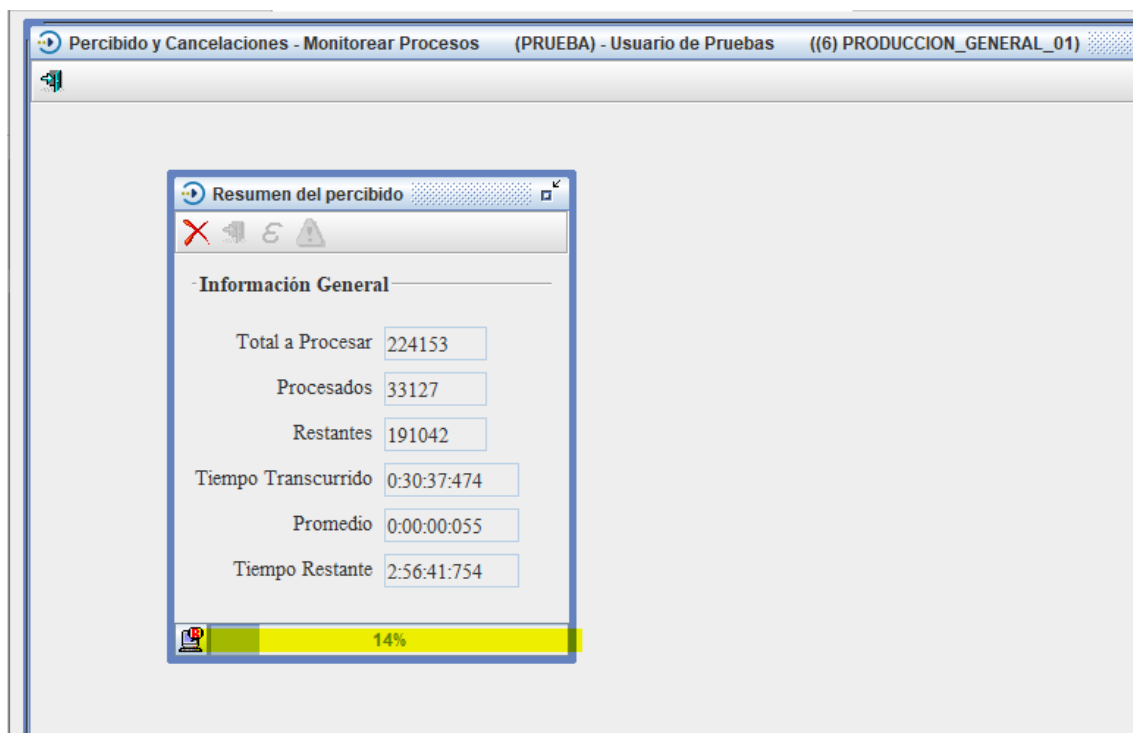 Percibido y Cancelaciones - Monitorear Procesos (PRUEBA) - Usuario de Pruebas ((6) PRODUCCION_GENERAL_01)
Resumen del percibido
Información General
Total a Procesar 224153
Procesados 33127
Restantes 191042
Tiempo Transcurrido 0:30:37:474
Promedio 0:00:00:055
Tiempo Restante 2:56:41:754
14%